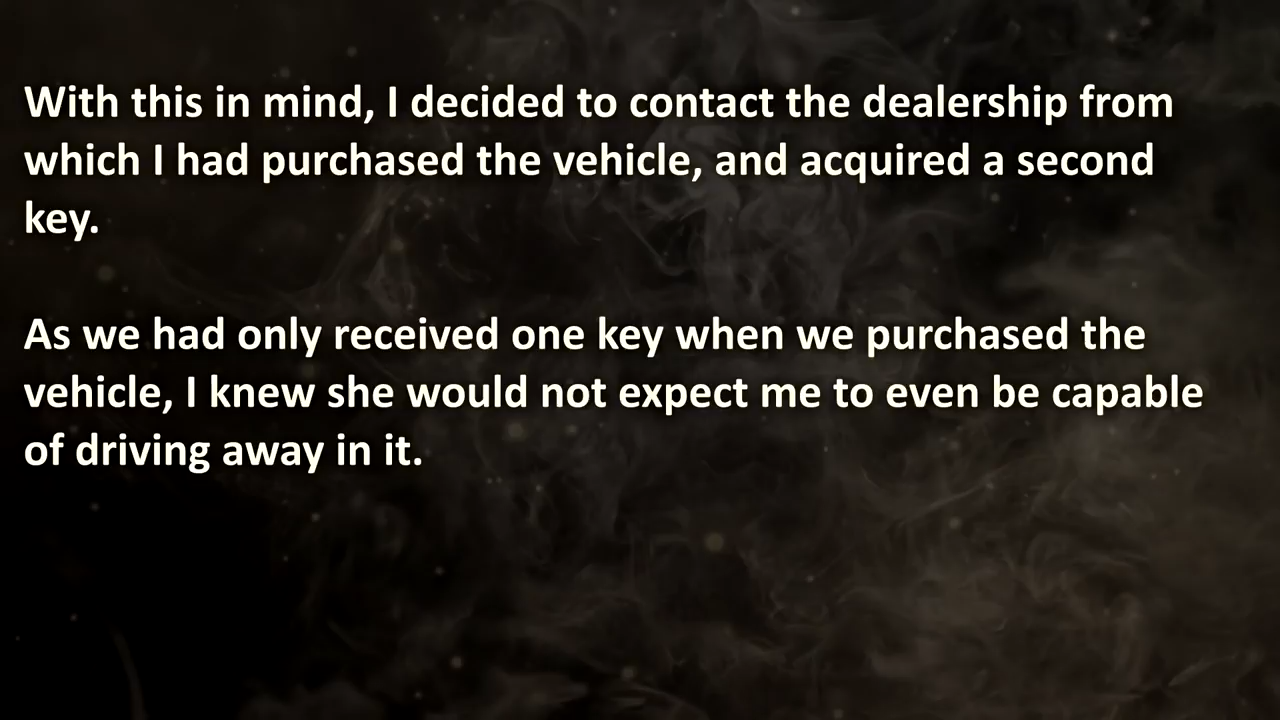 With this in mind, I decided to contact the dealership from
which I had purchased the vehicle, and acquired a second
key.
As we had only received one key when we purchased the
vehicle, I knew she would not expect me to even be capable
of driving away in it.